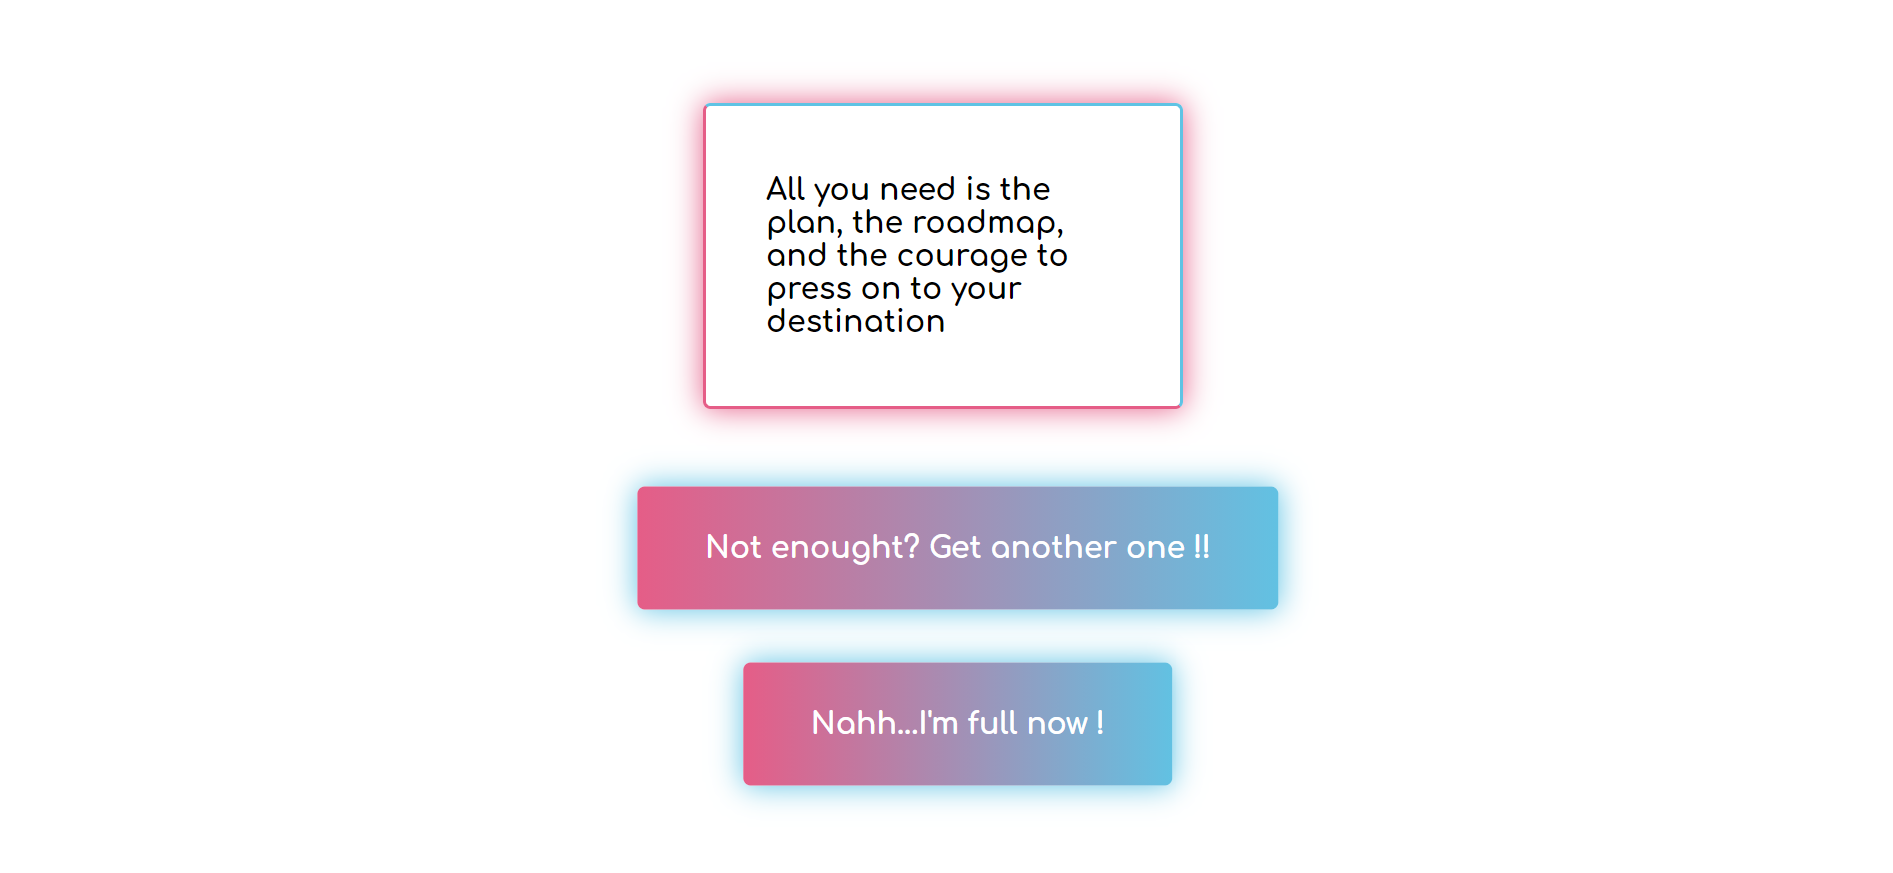 All you need is the
plan, the roadmap,
and the courage to
press on to your
destination
Not enought? Get another one !!
Nahh...I'm full now !